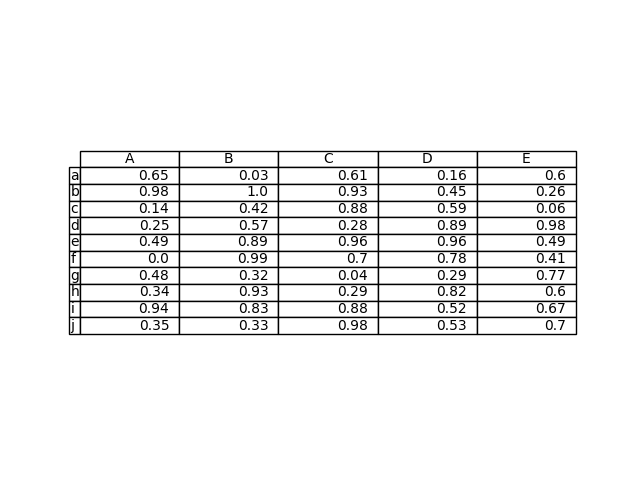 A B C D E
a 0.65 0.03 0.61 0.16 0.6
b 0.98 1.0 0.93 0.45 0.26
c 0.14 0.42 0.88 0.59 0.06
d 0.25 0.57 0.28 0.89 0.98
e 0.49 0.89 0.96 0.96 0.49
f 0.0 0.99 0.7 0.78 0.41
g 0.48 0.32 0.04 0.29 0.77
h 0.34 0.93 0.29 0.82 0.6
i 0.94 0.83 0.88 0.52 0.67
j 0.35 0.33 0.98 0.53 0.7